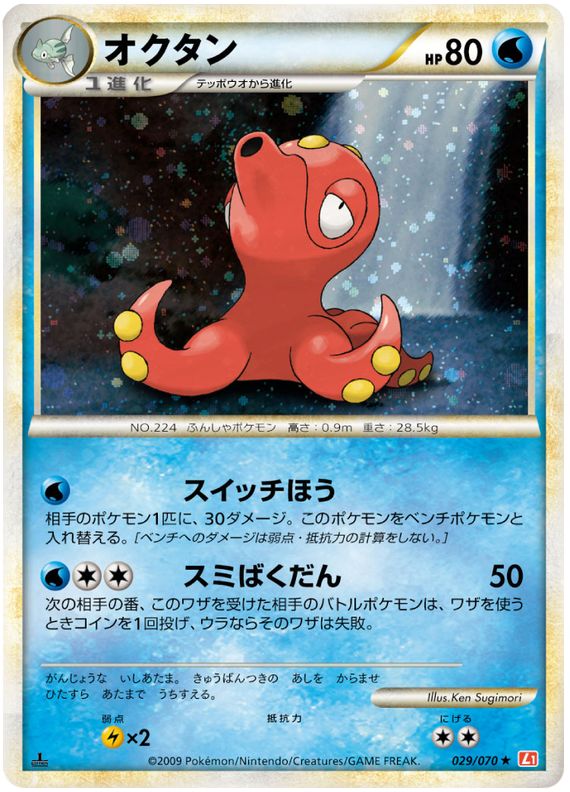 オクタン HP80
1進化 テッポウオから進化
NO.224 ふんしゃポケモン 高さ:0.9m 重さ:28.5kg
スイッチほう
相手のポケモン1匹に、30ダメージ。このポケモンをベンチポケモンと
入れ替える。[ベンチへのダメージは弱点・抵抗力の計算をしない。]
スミばくだん 50
次の相手の番、このワザを受けた相手のバトルポケモンは、ワザを使う
ときコインを1回投げ、ウラならそのワザは失敗。
がんじょうな いしあたま。 きゅうばんつきの あしを からませ
ひたすら あたまで うちすえる。
Illus.Ken Sugimori
弱点 抵抗力 にげる
×2
©2009 Pokémon/Nintendo/Creatures/GAME FREAK.
1 EDITION 029/070 ★ L1